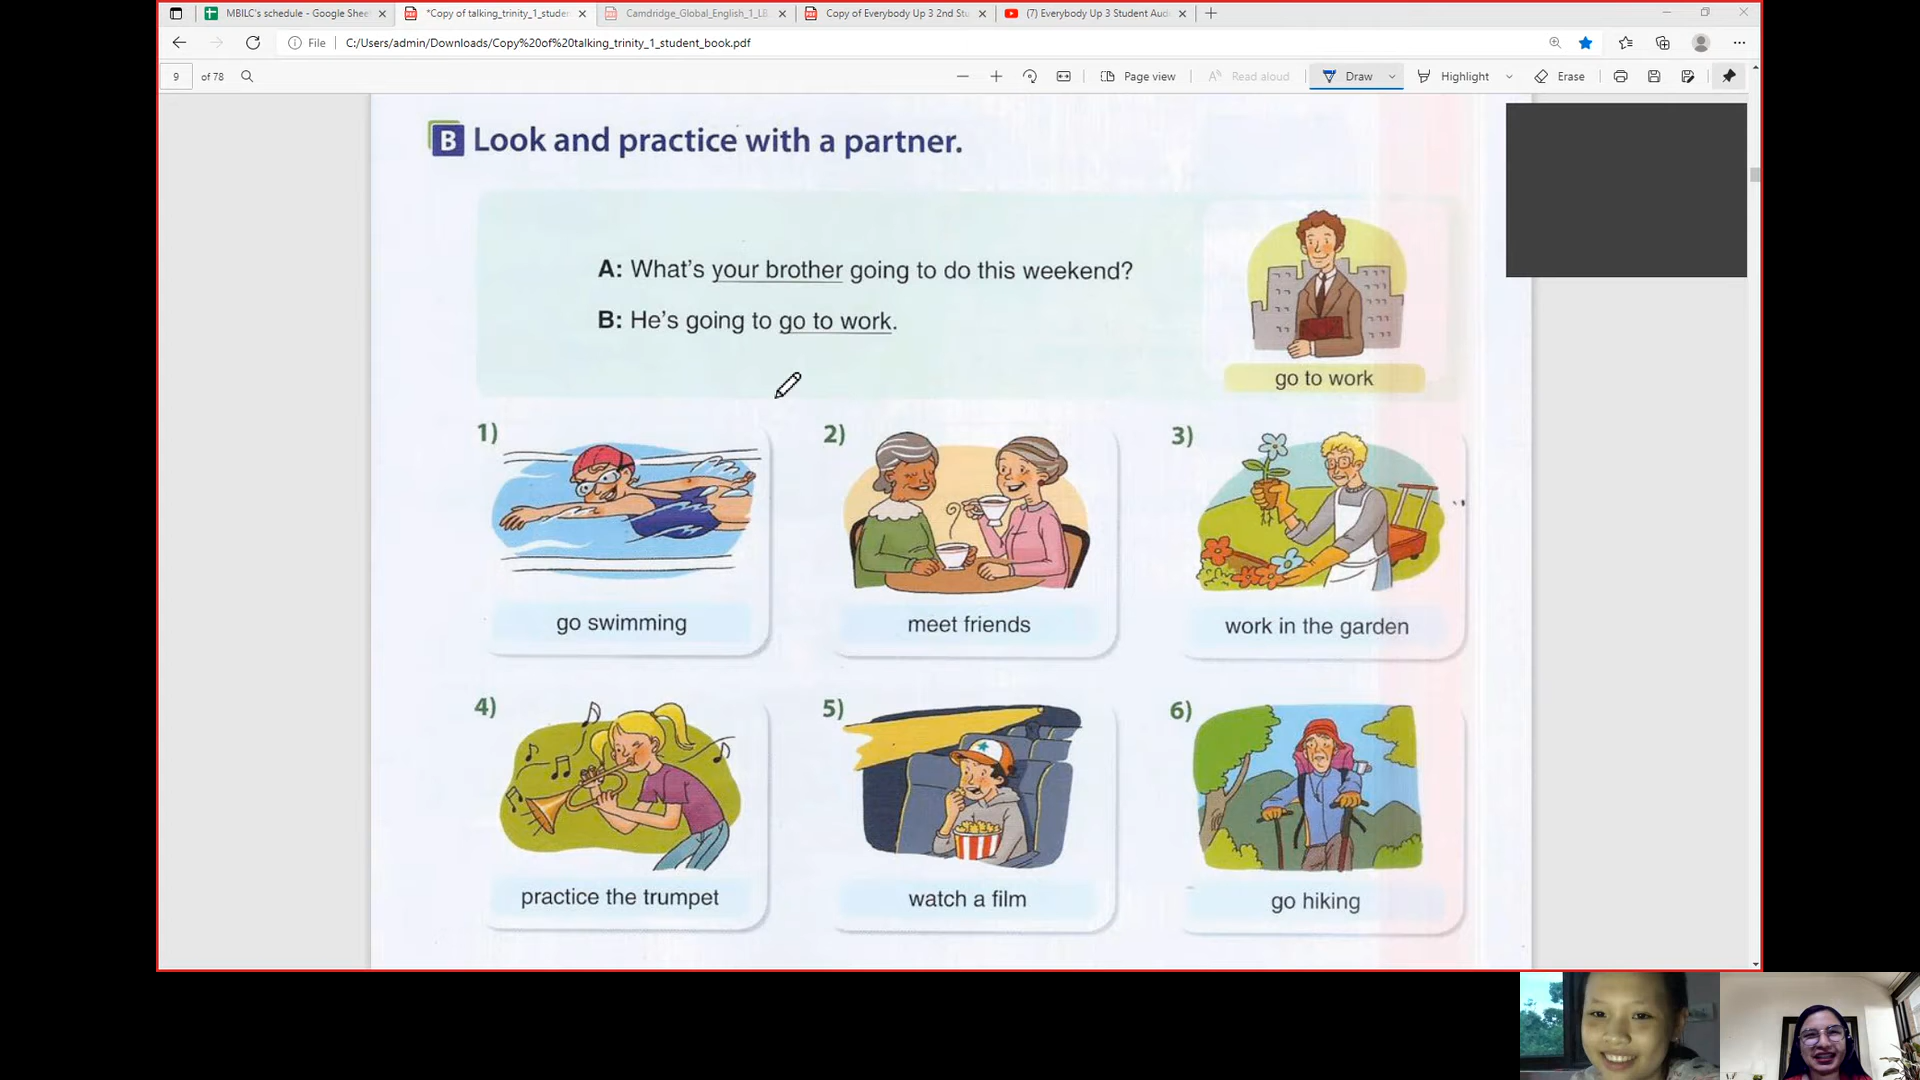 MBILC's schedule - Google Shee
*Copy of talking_trinity_1_studen
Camdridge_Global_English_1_LB
Copy of Everybody Up 3 2nd Stu
(7) Everybody Up 3 Student Aud
File
C:/Users/admin/Downloads/Copy%20of%20talking_trinity_1_student_book.pdf
9 of 78
Page view
Read aloud
Draw
Highlight
Erase
B Look and practice with a partner.
A: What's your brother going to do this weekend?
B: He's going to go to work.
go to work
1)
2)
3)
go swimming
meet friends
work in the garden
4)
5)
6)
practice the trumpet
watch a film
go hiking